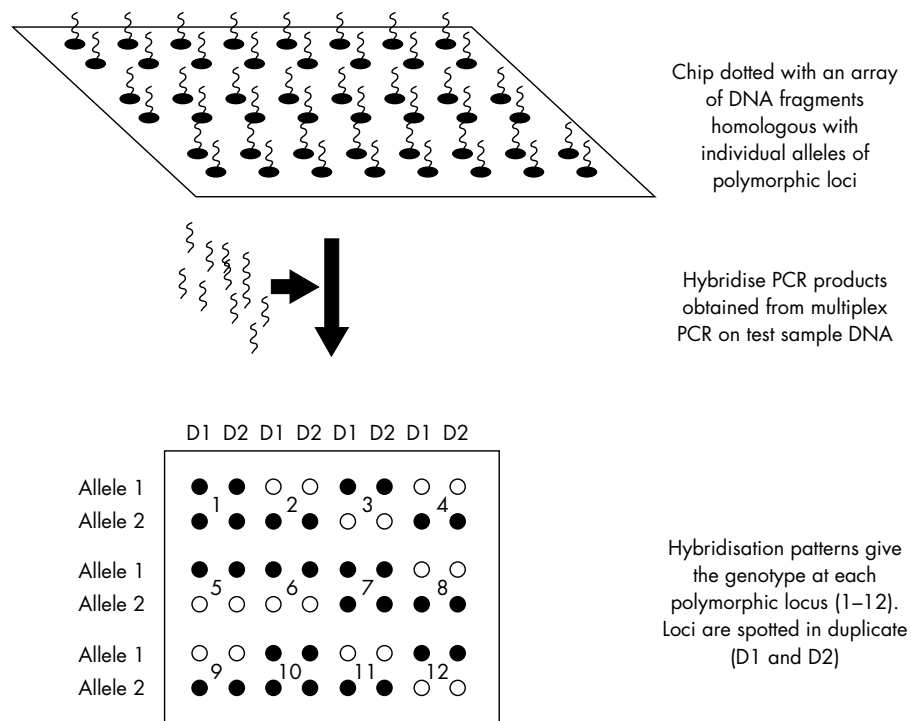 Chip dotted with an array
of DNA fragments
homologous with
individual alleles of
polymorphic loci
Hybridise PCR products
obtained from multiplex
PCR on test sample DNA
D1 D2 D1 D2 D1 D2 D1 D2
Allele 1
1 2 3 4
Allele 2
Allele 1
5 6 7 8
Allele 2
Allele 1
9 10 11 12
Allele 2
Hybridisation patterns give
the genotype at each
polymorphic locus (1–12).
Loci are spotted in duplicate
(D1 and D2)